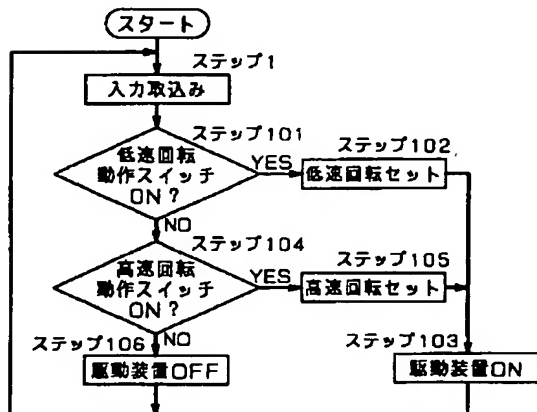 スタート
ステップ1
入力取込み
ステップ101
低速回転
動作スイッチ
ON?
YES
ステップ102
低速回転セット
NO
ステップ104
高速回転
動作スイッチ
ON?
YES
ステップ105
高速回転セット
NO
ステップ106
駆動装置OFF
ステップ103
駆動装置ON